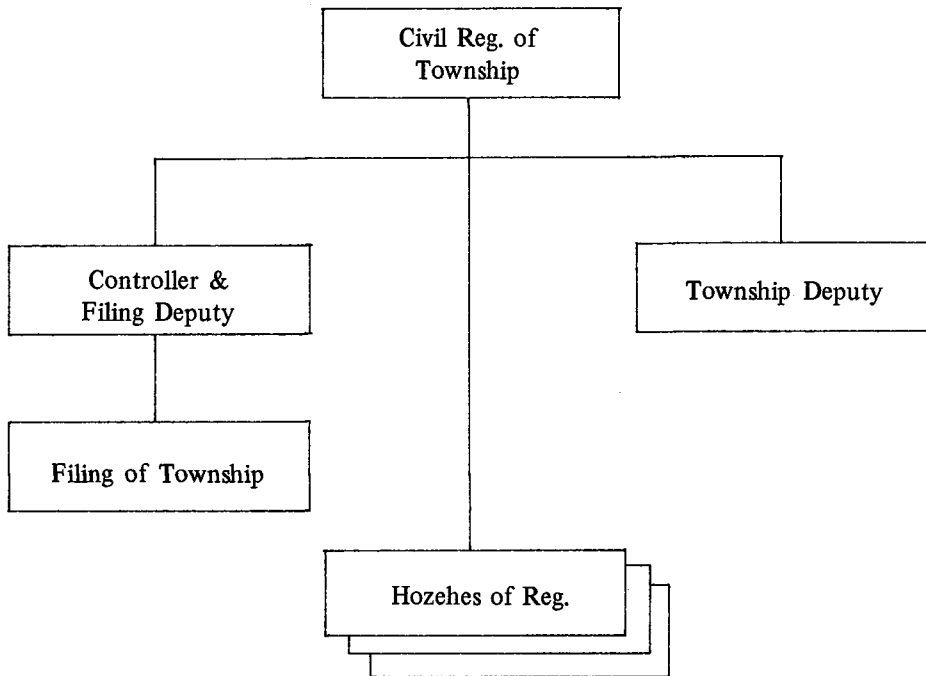 Civil Reg. of
Township
Controller &
Filing Deputy
Township Deputy
Filing of Township
Hozehes of Reg.